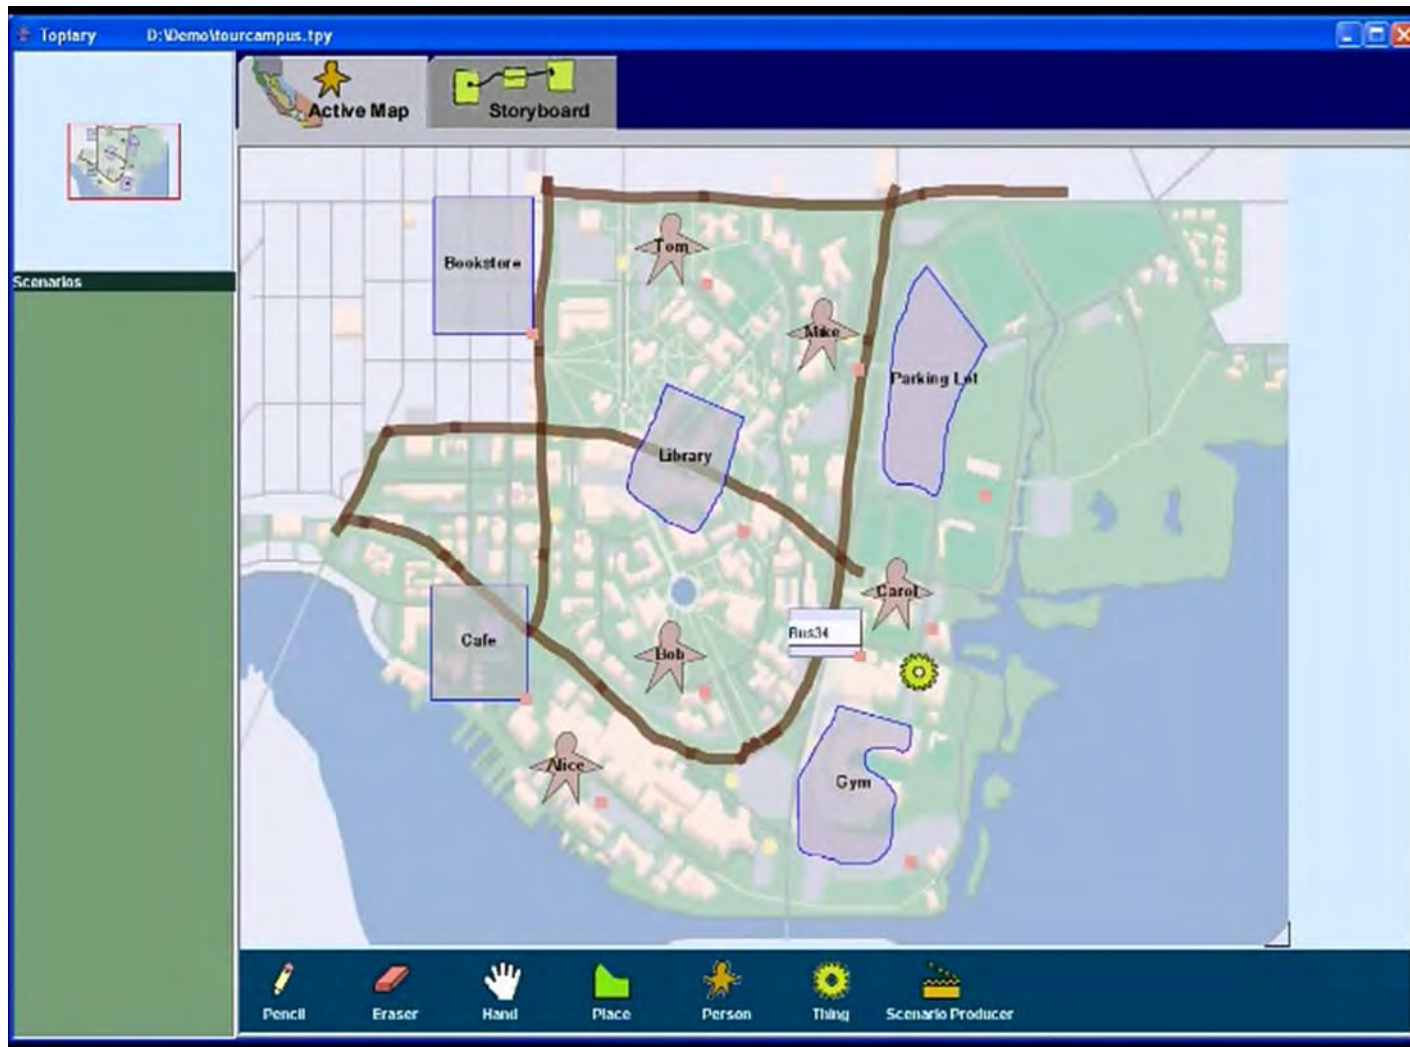 Topiary D:\Demo\tourcampus.tpy
Active Map
Storyboard
Scenarios
Tom
Bookstore
Mike
Parking Lot
Library
Carol
Bus34
Cafe
Bob
Alice
Gym
Pencil
Eraser
Hand
Place
Person
Thing
Scenario Producer